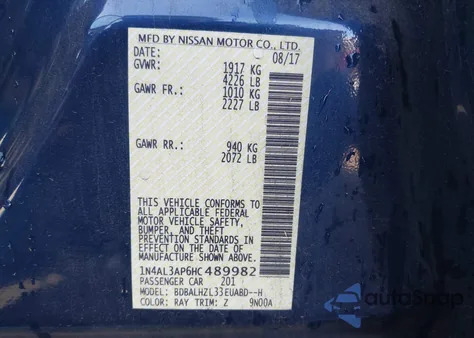 MFD BY NISSAN MOTOR CO., LTD.
DATE: 08/17
GVWR: 1917 KG
4226 LB
GAWR FR.: 1010 KG
2227 LB
GAWR RR.: 940 KG
2072 LB
THIS VEHICLE CONFORMS TO
ALL APPLICABLE FEDERAL
MOTOR VEHICLE SAFETY,
BUMPER, AND THEFT
PREVENTION STANDARDS IN
EFFECT ON THE DATE OF
MANUFACTURE SHOWN ABOVE.
1N4AL3AP6HC489982
PASSENGER CAR 201
MODEL: BDBALHZL33EUABD--H
COLOR: RAY TRIM: Z 9N00A
AutoSnap